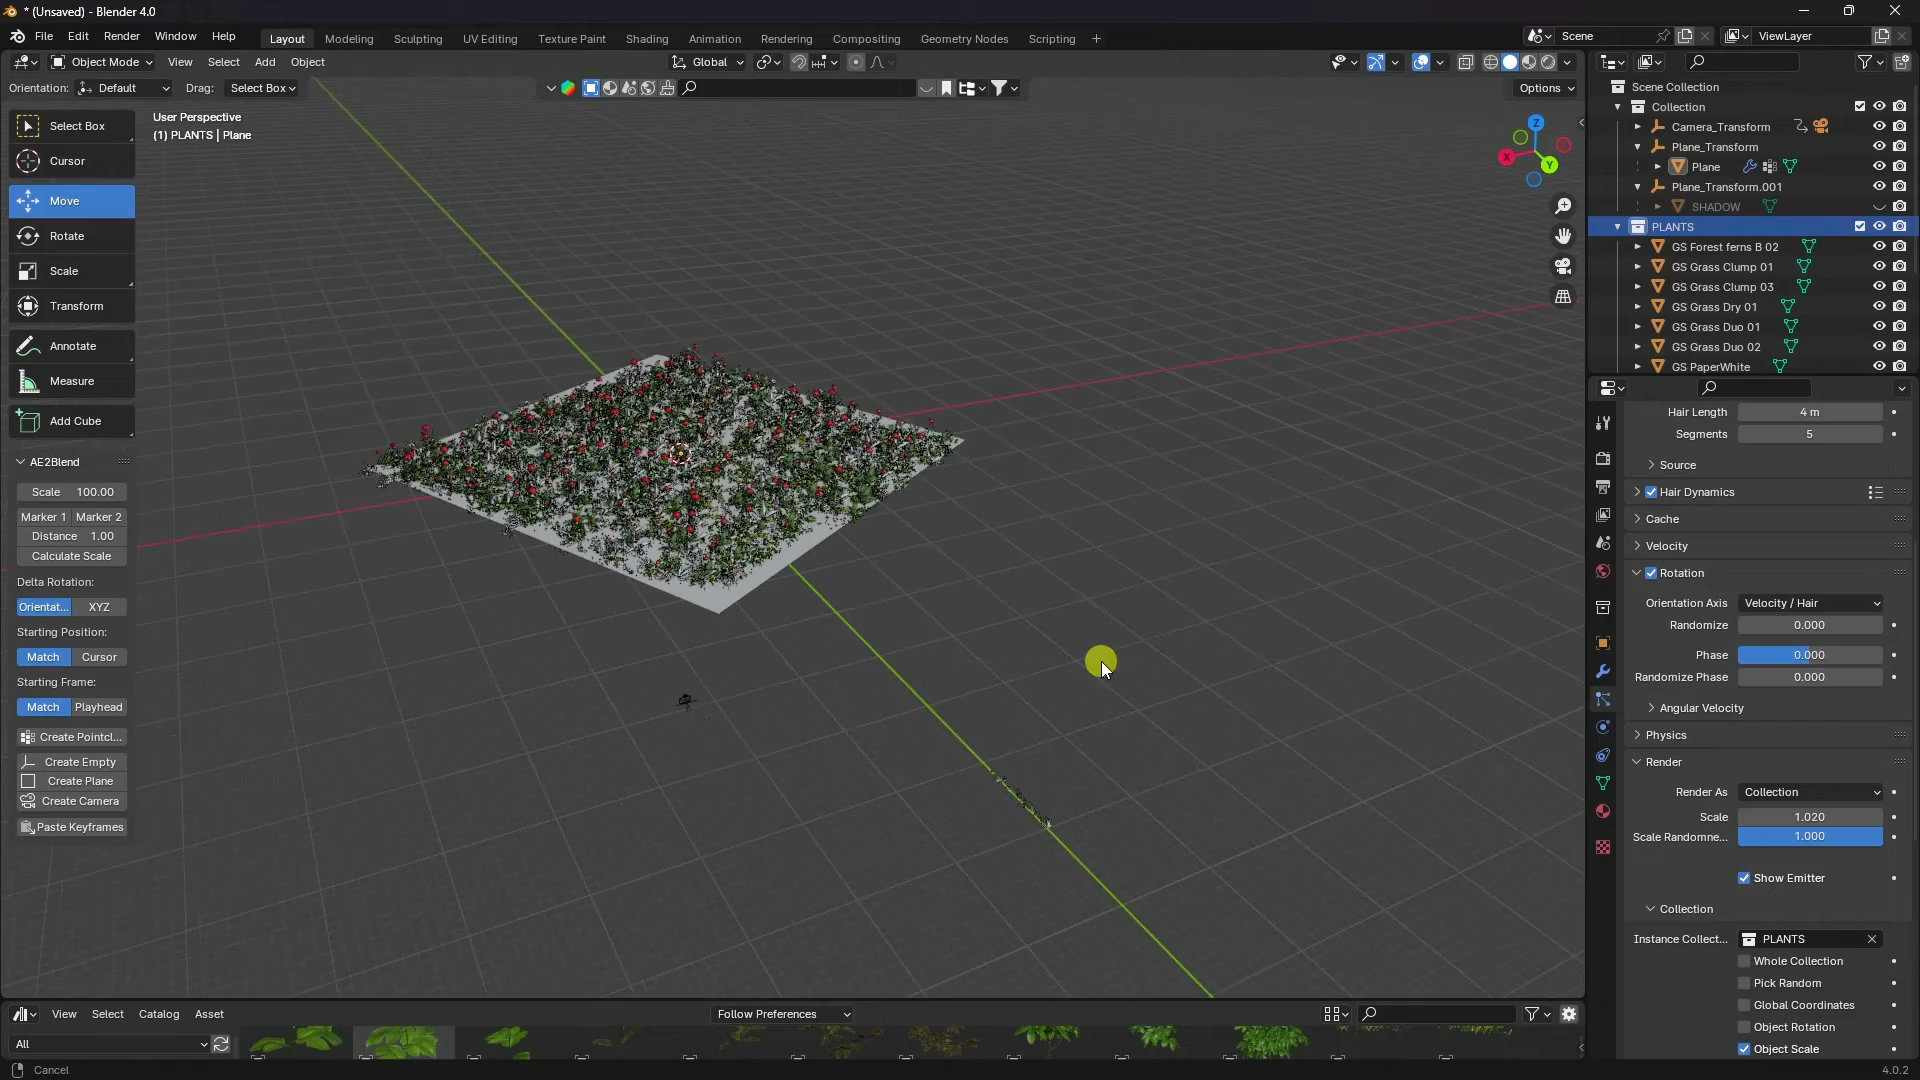 * (Unsaved) - Blender 4.0
File Edit Render Window Help
Layout Modeling Sculpting UV Editing Texture Paint Shading Animation Rendering Compositing Geometry Nodes Scripting +
Scene
ViewLayer
Object Mode View Select Add Object
Global
Orientation: Default Drag: Select Box
Options
User Perspective
(1) PLANTS | Plane
Select Box
Cursor
Move
Rotate
Scale
Transform
Annotate
Measure
Add Cube
AE2Blend
Scale 100.00
Marker 1 Marker 2
Distance 1.00
Calculate Scale
Delta Rotation:
Orientat... XYZ
Starting Position:
Match Cursor
Starting Frame:
Match Playhead
Create Pointcl...
Create Empty
Create Plane
Create Camera
Paste Keyframes
Z
X
Y
Scene Collection
Collection
Camera_Transform
Plane_Transform
Plane
Plane_Transform.001
SHADOW
PLANTS
GS Forest ferns B 02
GS Grass Clump 01
GS Grass Clump 03
GS Grass Dry 01
GS Grass Duo 01
GS Grass Duo 02
GS PaperWhite
Hair Length 4 m
Segments 5
Source
Hair Dynamics
Cache
Velocity
Rotation
Orientation Axis Velocity / Hair
Randomize 0.000
Phase 0.000
Randomize Phase 0.000
Angular Velocity
Physics
Render
Render As Collection
Scale 1.020
Scale Randomne... 1.000
Show Emitter
Collection
Instance Collect... PLANTS
Whole Collection
Pick Random
Global Coordinates
Object Rotation
Object Scale
View Select Catalog Asset
Follow Preferences
All
Cancel
4.0.2